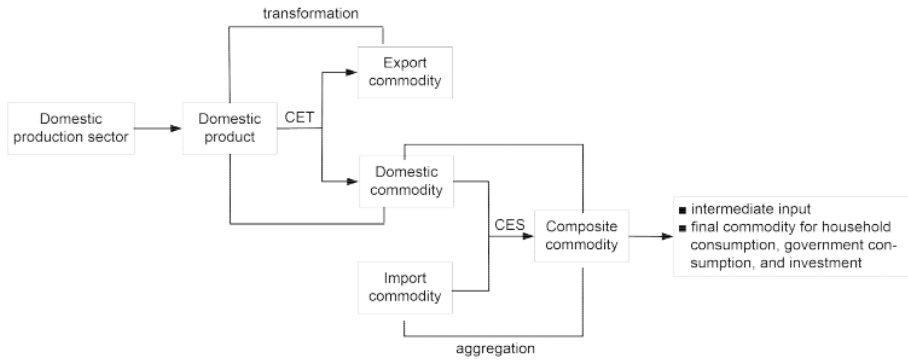 transformation
Export
commodity
Domestic
production sector
Domestic
product
CET
Domestic
commodity
CES
Composite
commodity
Import
commodity
aggregation
■ intermediate input
■ final commodity for household
consumption, government con-
sumption, and investment